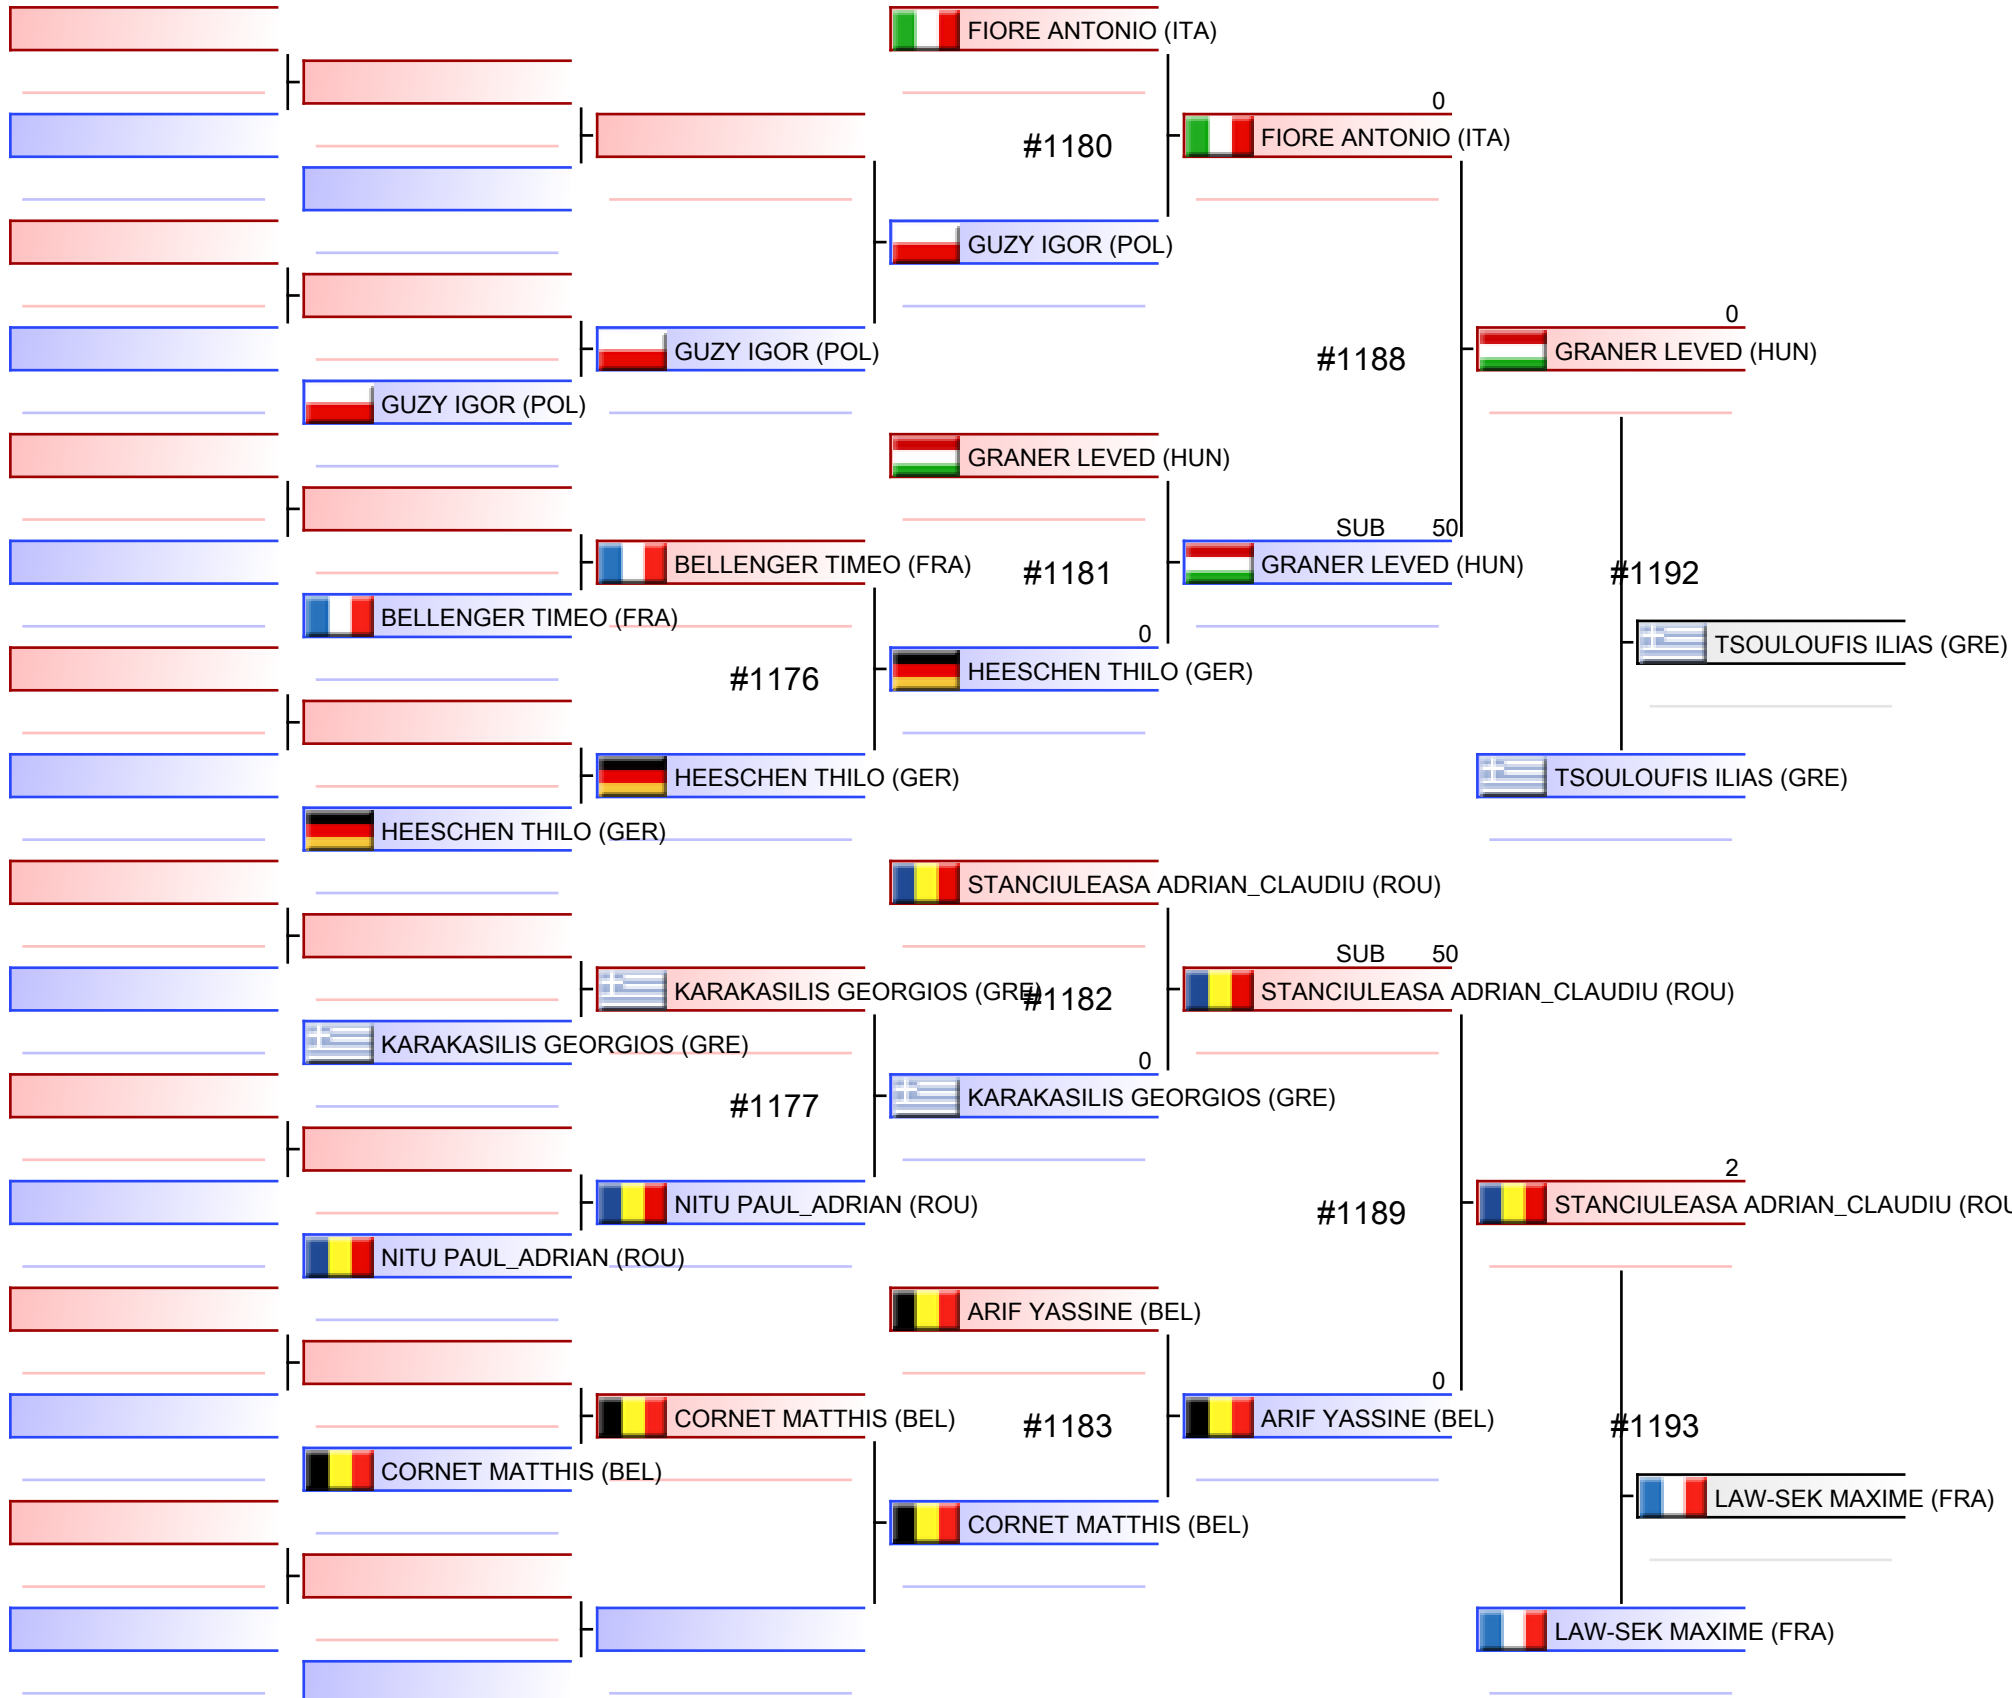 FIORE ANTONIO (ITA)
0
#1180
FIORE ANTONIO (ITA)
GUZY IGOR (POL)
0
GUZY IGOR (POL)
#1188
GRANER LEVED (HUN)
GUZY IGOR (POL)
GRANER LEVED (HUN)
SUB 50
BELLENGER TIMEO (FRA)
#1181
GRANER LEVED (HUN)
#1192
BELLENGER TIMEO (FRA)
0
TSOULOUFIS ILIAS (GRE)
#1176
HEESCHEN THILO (GER)
HEESCHEN THILO (GER)
TSOULOUFIS ILIAS (GRE)
HEESCHEN THILO (GER)
STANCIULEASA ADRIAN_CLAUDIU (ROU)
SUB 50
KARAKASILIS GEORGIOS (GRE)
#1182
STANCIULEASA ADRIAN_CLAUDIU (ROU)
KARAKASILIS GEORGIOS (GRE)
0
#1177
KARAKASILIS GEORGIOS (GRE)
2
NITU PAUL_ADRIAN (ROU)
#1189
STANCIULEASA ADRIAN_CLAUDIU (ROU
NITU PAUL_ADRIAN (ROU)
ARIF YASSINE (BEL)
0
CORNET MATTHIS (BEL)
#1183
ARIF YASSINE (BEL)
#1193
CORNET MATTHIS (BEL)
LAW-SEK MAXIME (FRA)
CORNET MATTHIS (BEL)
LAW-SEK MAXIME (FRA)